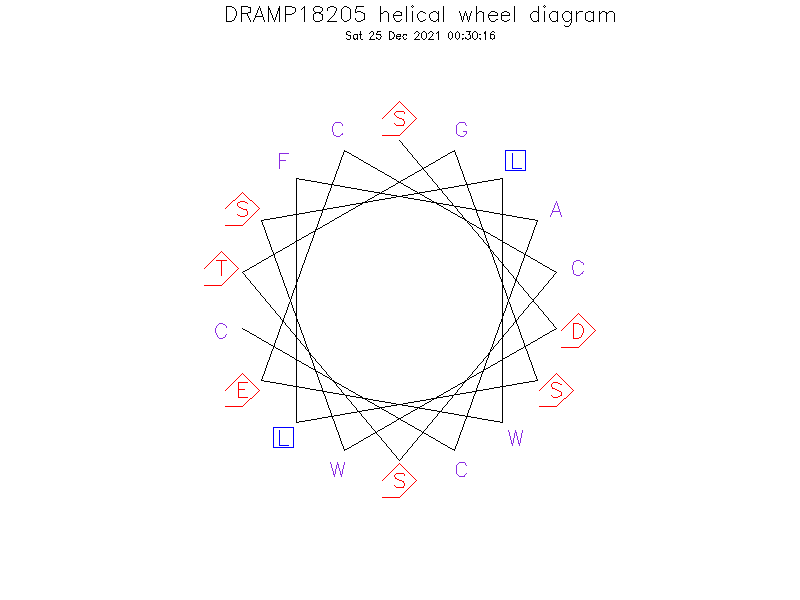 DRAMP18205 helical wheel diagram
Sat 25 Dec 2021 00:30:16
S
C G
F L
S A
T C
C D
E S
L W
W C
S